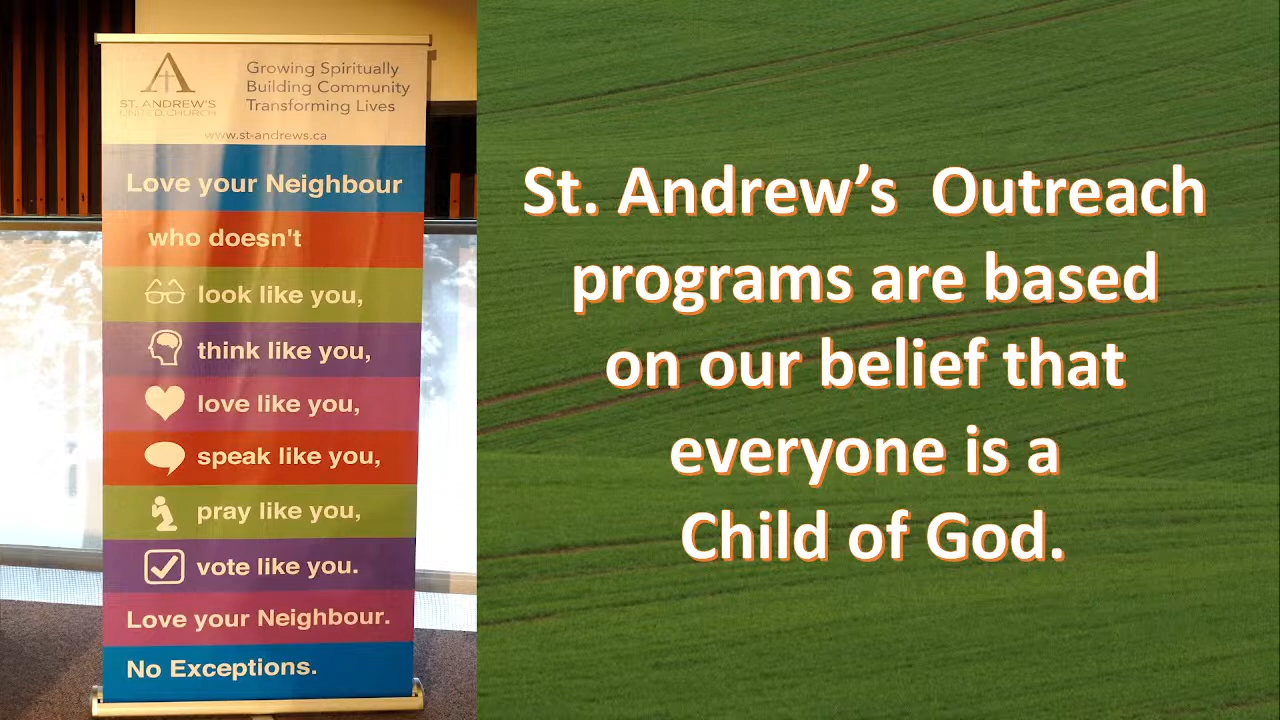 ST. ANDREW'S
UNITED CHURCH
Growing Spiritually
Building Community
Transforming Lives
www.st-andrews.ca
Love your Neighbour
who doesn't
look like you,
think like you,
love like you,
speak like you,
pray like you,
vote like you.
Love your Neighbour.
No Exceptions.
St. Andrew’s Outreach
programs are based
on our belief that
everyone is a
Child of God.